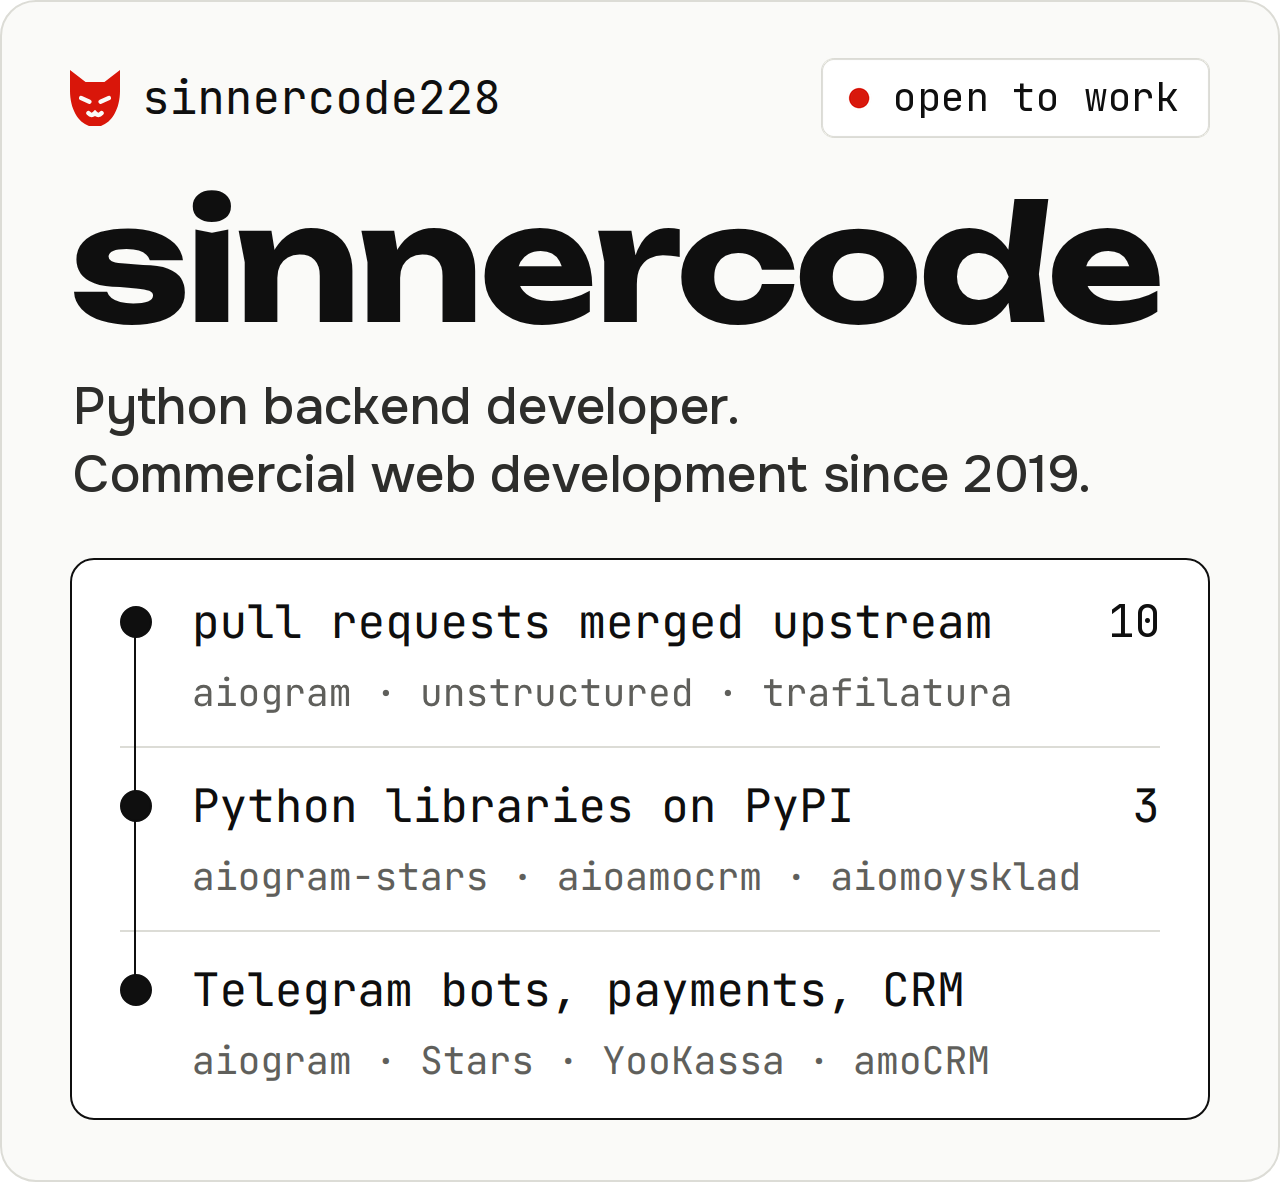 sinnercode228
open to work
sinnercode
Python backend developer.
Commercial web development since 2019.
pull requests merged upstream 10
aiogram · unstructured · trafilatura
Python libraries on PyPI 3
aiogram-stars · aioamocrm · aiomoysklad
Telegram bots, payments, CRM
aiogram · Stars · YooKassa · amoCRM